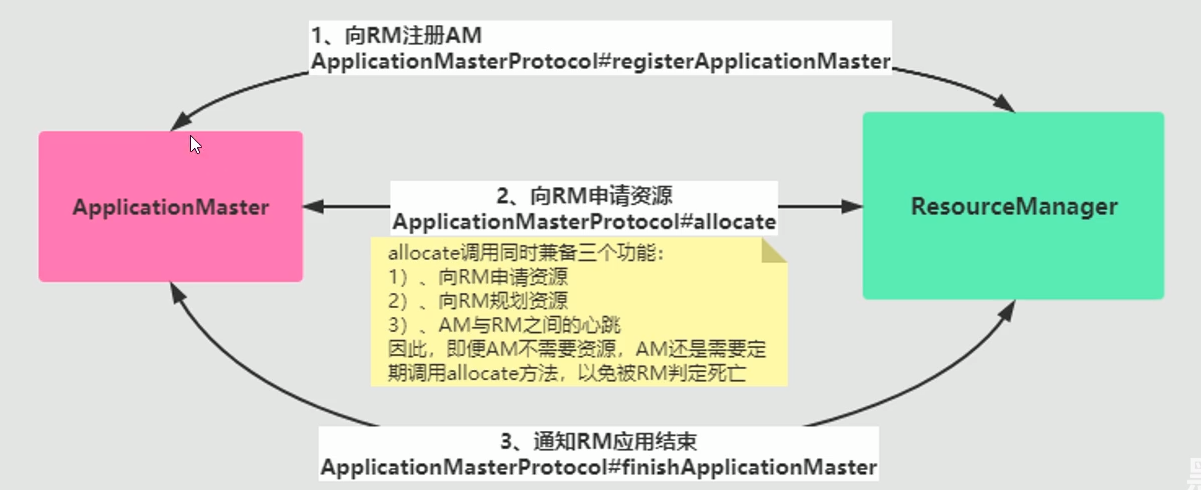 1、向RM注册AM
ApplicationMasterProtocol#registerApplicationMaster
ApplicationMaster
2、向RM申请资源
ApplicationMasterProtocol#allocate
ResourceManager
allocate调用同时兼备三个功能：
1）、向RM申请资源
2）、向RM规划资源
3）、AM与RM之间的心跳
因此，即便AM不需要资源，AM还是需要定
期调用allocate方法，以免被RM判定死亡
3、通知RM应用结束
ApplicationMasterProtocol#finishApplicationMaster